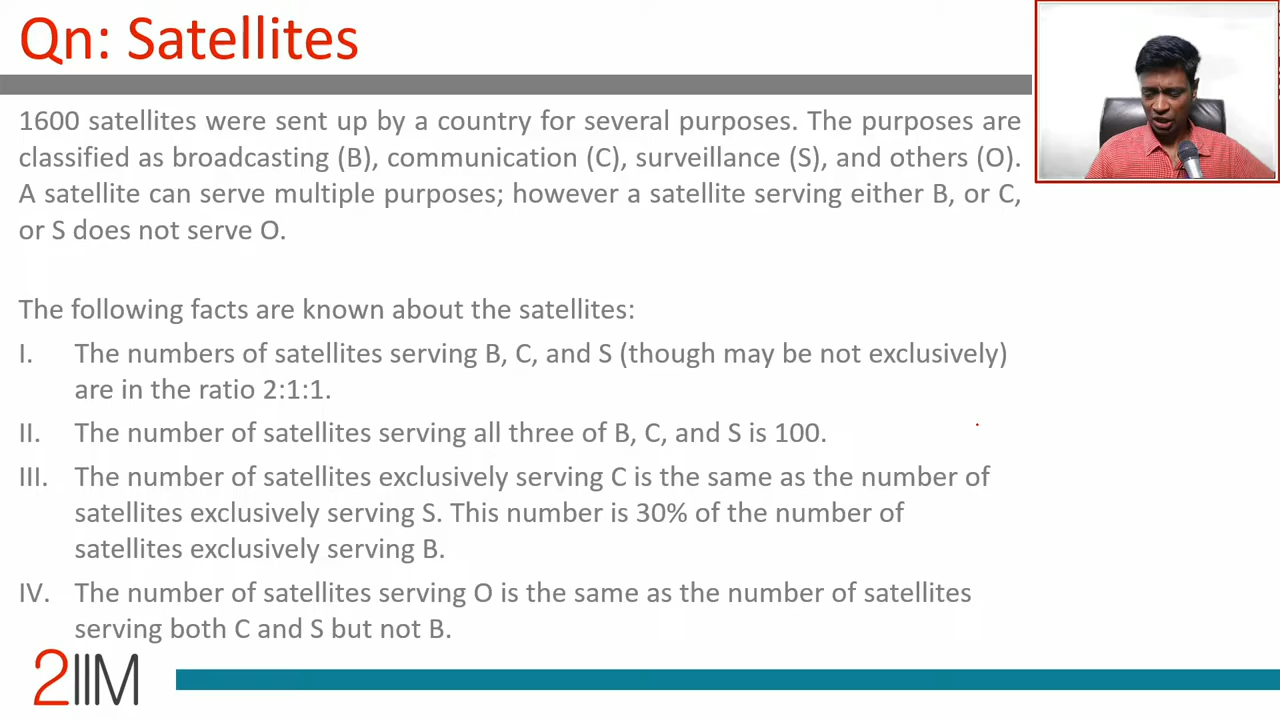 Qn: Satellites
1600 satellites were sent up by a country for several purposes. The purposes are
classified as broadcasting (B), communication (C), surveillance (S), and others (O).
A satellite can serve multiple purposes; however a satellite serving either B, or C,
or S does not serve O.
The following facts are known about the satellites:
I. The numbers of satellites serving B, C, and S (though may be not exclusively)
are in the ratio 2:1:1.
II. The number of satellites serving all three of B, C, and S is 100.
III. The number of satellites exclusively serving C is the same as the number of
satellites exclusively serving S. This number is 30% of the number of
satellites exclusively serving B.
IV. The number of satellites serving O is the same as the number of satellites
serving both C and S but not B.
2IIM